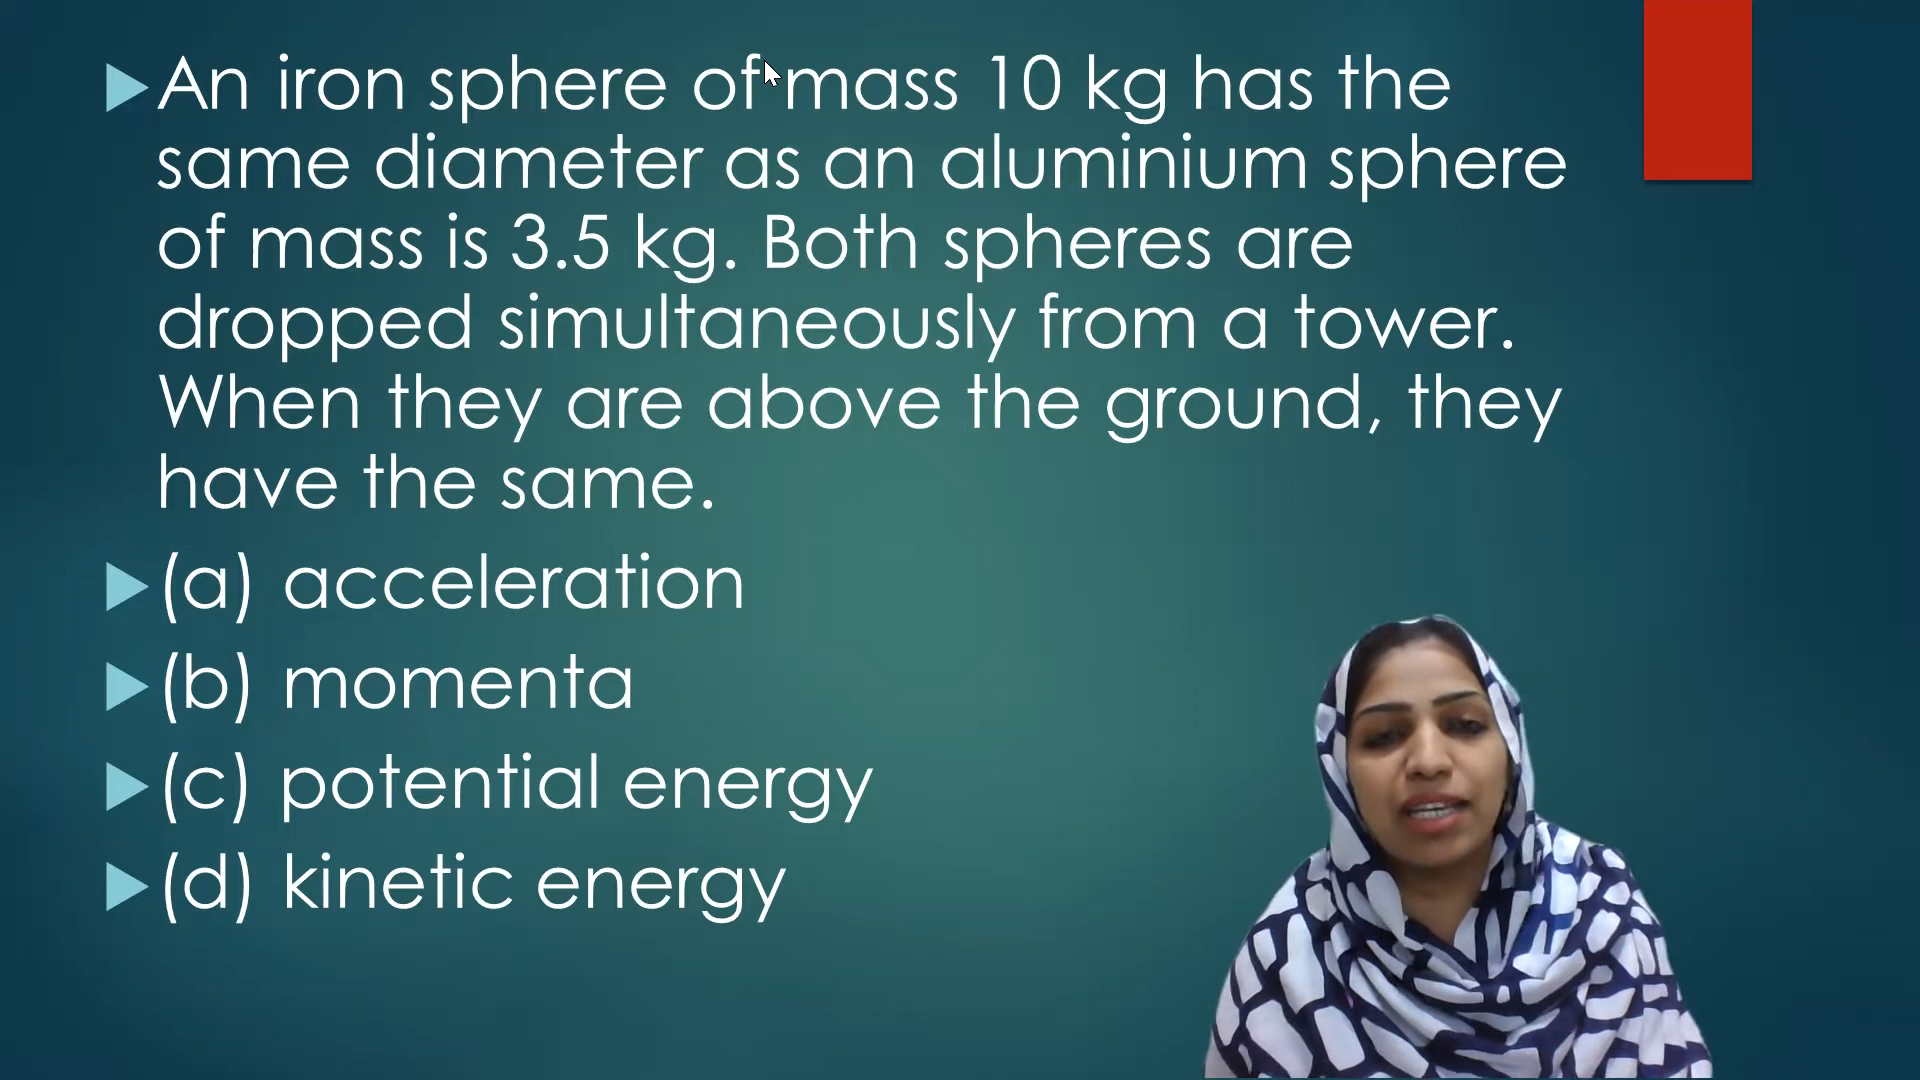 An iron sphere of mass 10 kg has the
same diameter as an aluminium sphere
of mass is 3.5 kg. Both spheres are
dropped simultaneously from a tower.
When they are above the ground, they
have the same.
(a) acceleration
(b) momenta
(c) potential energy
(d) kinetic energy